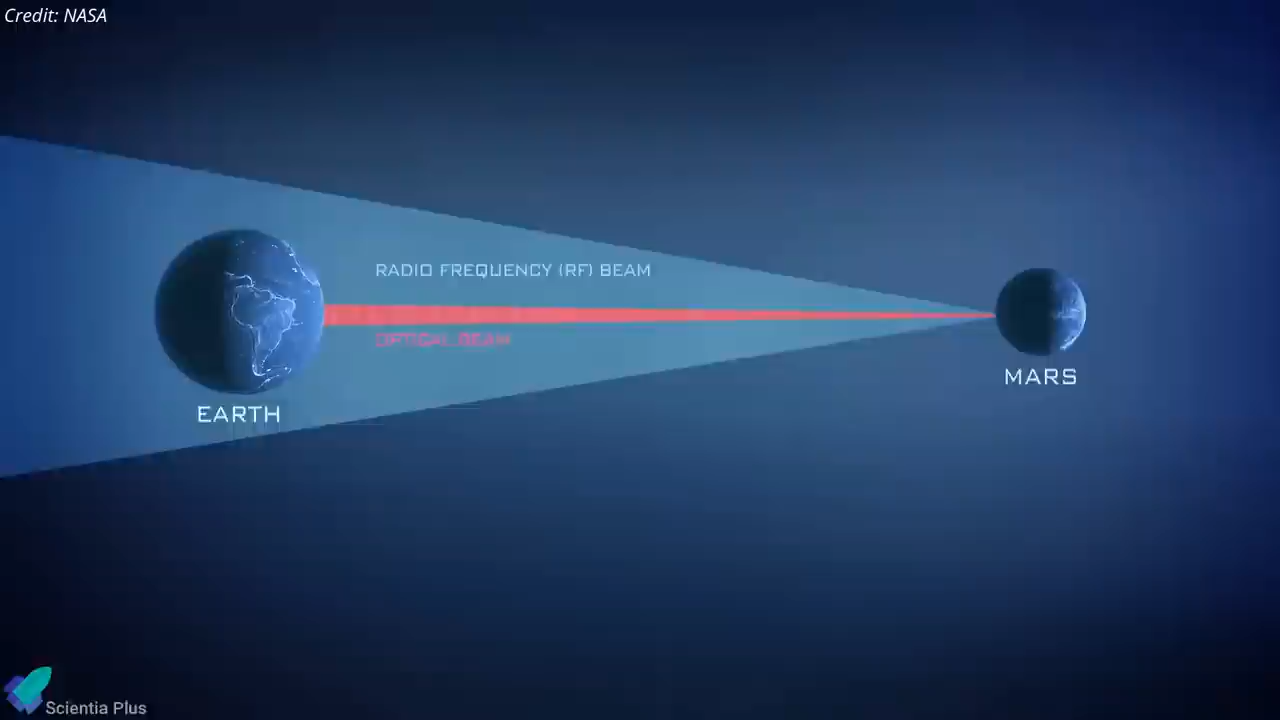 Credit: NASA
RADIO FREQUENCY (RF) BEAM
OPTICAL BEAM
EARTH
MARS
Scientia Plus